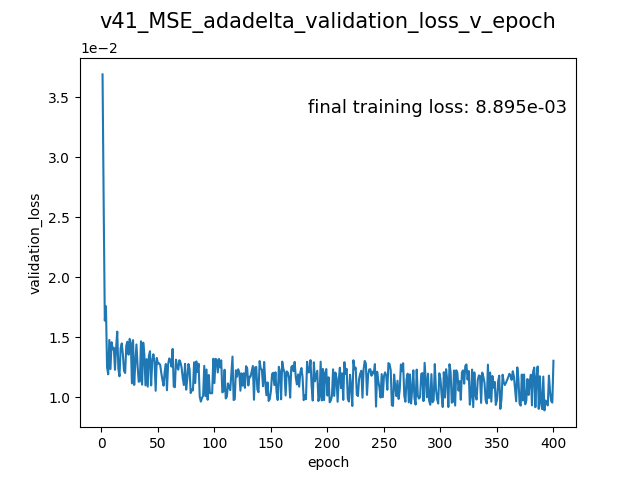 v41_MSE_adadelta_validation_loss_v_epoch
1e−2
final training loss: 8.895e-03
3.5
3.0
2.5
2.0
1.5
1.0
validation_loss
0 50 100 150 200 250 300 350 400
epoch